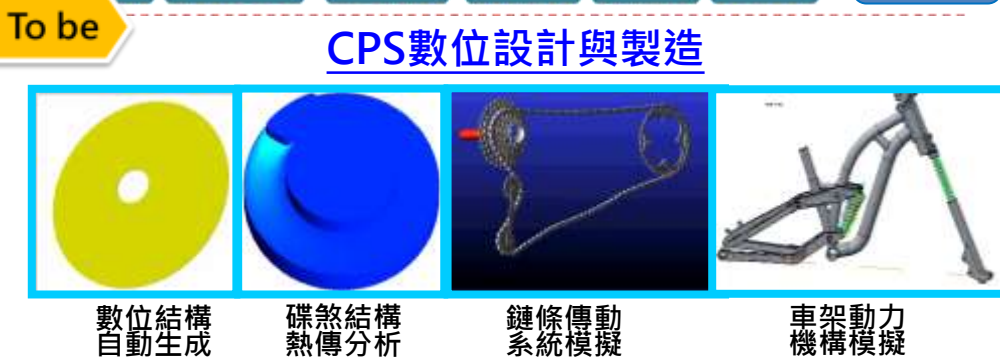 To be
CPS數位設計與製造
數位結構
自動生成
碟煞結構
熱傳分析
鏈條傳動
系統模擬
車架動力
機構模擬